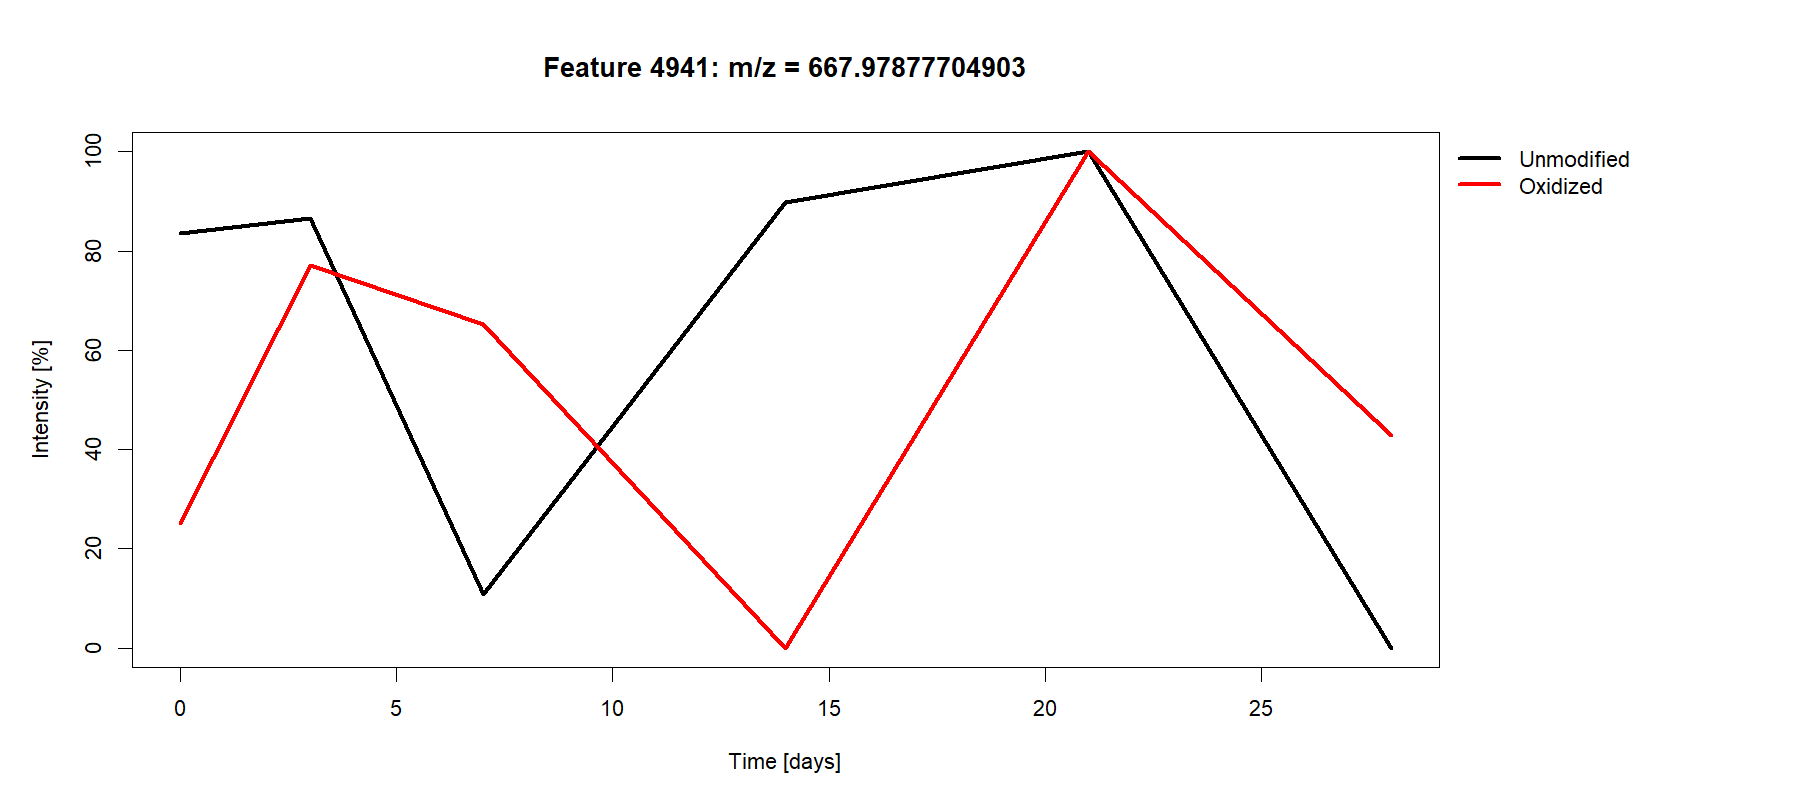 Feature 4941: m/z = 667.97877704903
Unmodified
Oxidized
Intensity [%]
100
80
60
40
20
0
0 5 10 15 20 25
Time [days]